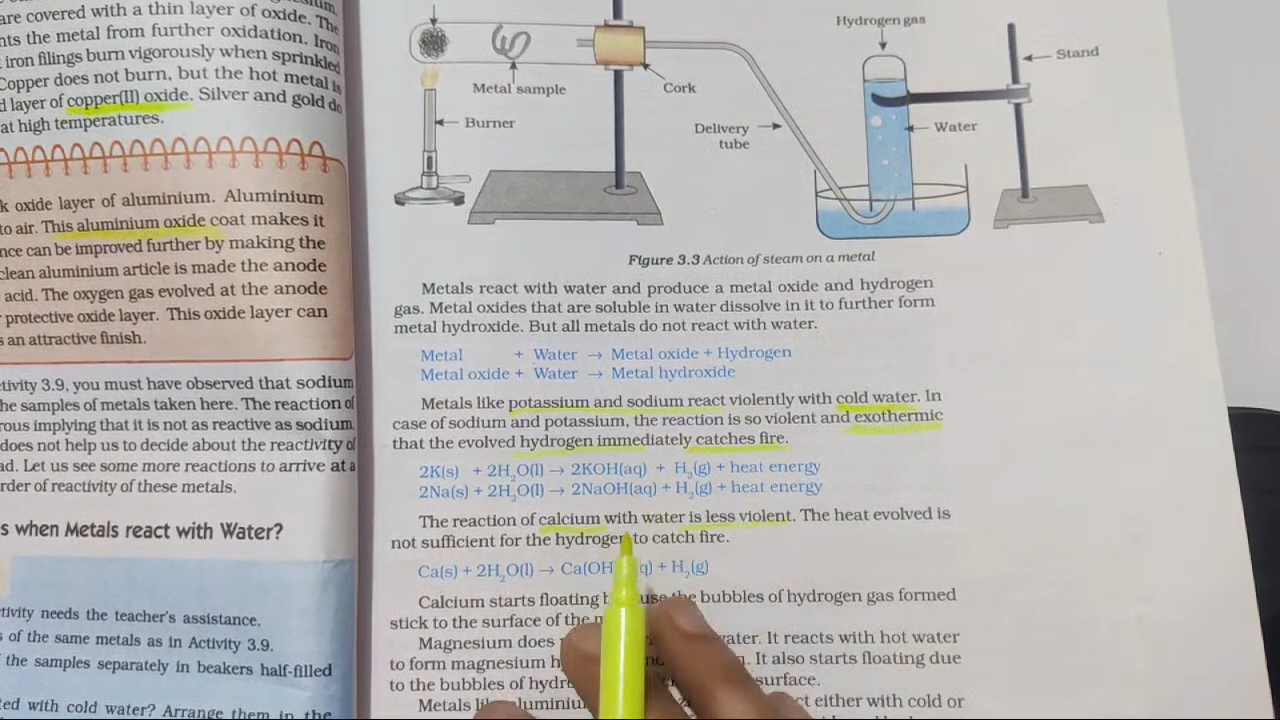 are covered with a thin layer of oxide. The
nts the metal from further oxidation. Iron
iron filings burn vigorously when sprinkled
Copper does not burn, but the hot metal is
d layer of copper(II) oxide. Silver and gold do
at high temperatures.
k oxide layer of aluminium. Aluminium
to air. This aluminium oxide coat makes it
nce can be improved further by making the
clean aluminium article is made the anode
acid. The oxygen gas evolved at the anode
r protective oxide layer. This oxide layer can
s an attractive finish.
tivity 3.9, you must have observed that sodium
he samples of metals taken here. The reaction of
rous implying that it is not as reactive as sodium
does not help us to decide about the reactivity of
ad. Let us see some more reactions to arrive at a
rder of reactivity of these metals.
s when Metals react with Water?
tivity needs the teacher's assistance.
s of the same metals as in Activity 3.9.
the samples separately in beakers half-filled
ted with cold water? Arrange them in the
Hydrogen gas
Stand
Metal sample
Cork
Burner
Delivery
tube
Water
Figure 3.3 Action of steam on a metal
Metals react with water and produce a metal oxide and hydrogen
gas. Metal oxides that are soluble in water dissolve in it to further form
metal hydroxide. But all metals do not react with water.
Metal + Water → Metal oxide + Hydrogen
Metal oxide + Water → Metal hydroxide
Metals like potassium and sodium react violently with cold water. In
case of sodium and potassium, the reaction is so violent and exothermic
that the evolved hydrogen immediately catches fire.
2K(s) + 2H₂O(l) → 2KOH(aq) + H₂(g) + heat energy
2Na(s) + 2H₂O(l) → 2NaOH(aq) + H₂(g) + heat energy
The reaction of calcium with water is less violent. The heat evolved is
not sufficient for the hydrogen to catch fire.
Ca(s) + 2H₂O(l) → Ca(OH q) + H₂(g)
Calcium starts floating b use the bubbles of hydrogen gas formed
stick to the surface of the
Magnesium does water. It reacts with hot water
to form magnesium h It also starts floating due
to the bubbles of hydr surface.
Metals lik luminiu t either with cold or